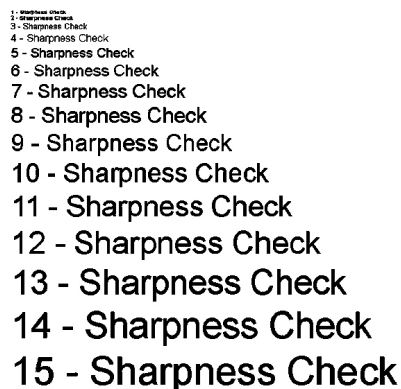 1 - Sharpness Check
2 - Sharpness Check
3 - Sharpness Check
4 - Sharpness Check
5 - Sharpness Check
6 - Sharpness Check
7 - Sharpness Check
8 - Sharpness Check
9 - Sharpness Check
10 - Sharpness Check
11 - Sharpness Check
12 - Sharpness Check
13 - Sharpness Check
14 - Sharpness Check
15 - Sharpness Check